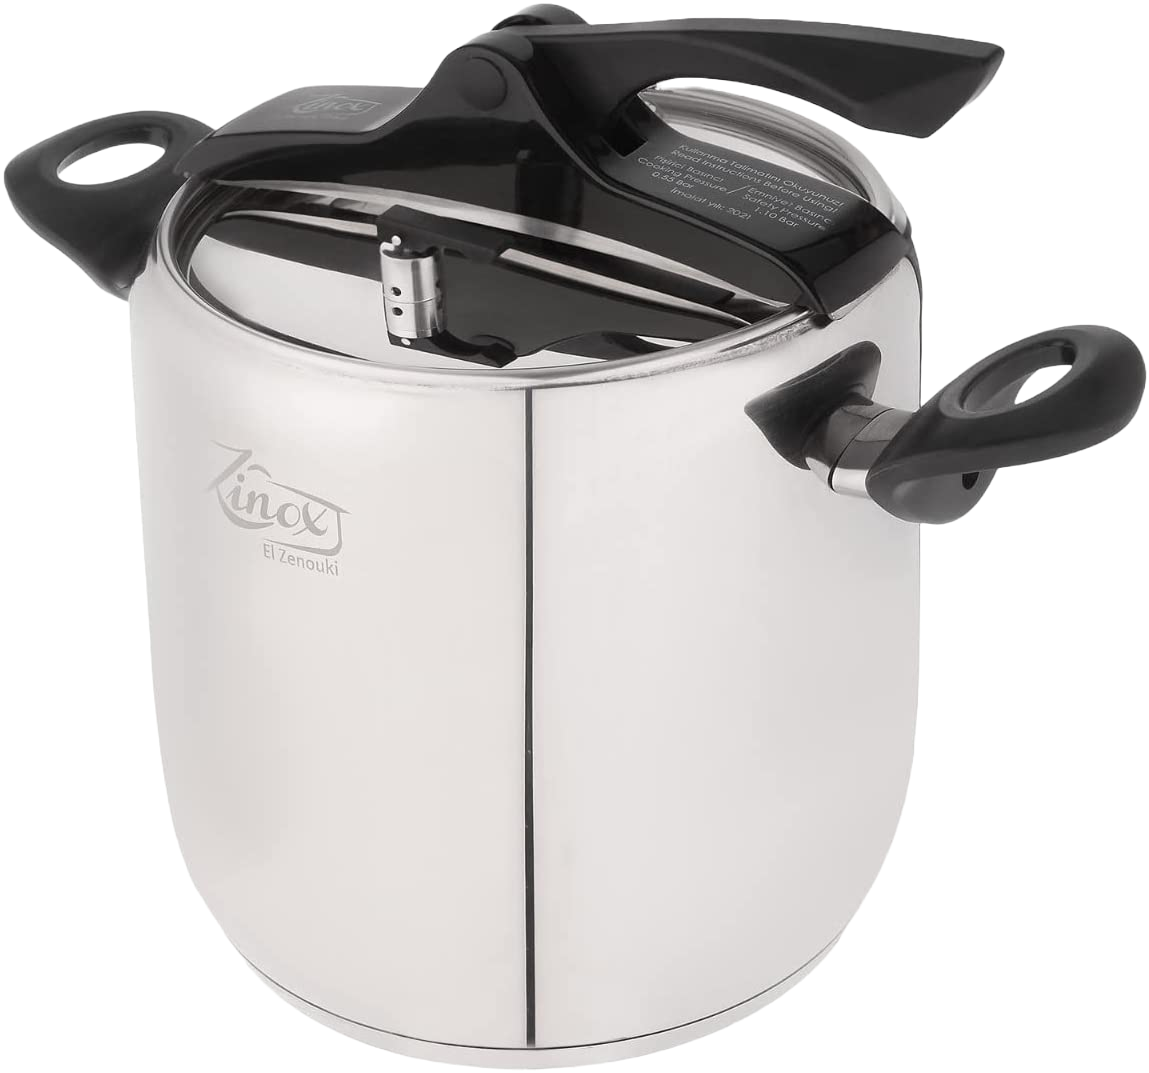 Zinox
Kullanma Talimatını Okuyunuz!
Read Instructions Before Using!
Pişirici Basıncı / Emniyet Basıncı
Cooking Pressure / Safety Pressure
0.55 Bar 1.10 Bar
İmalat yılı: 2021
Zinox
El Zenouki